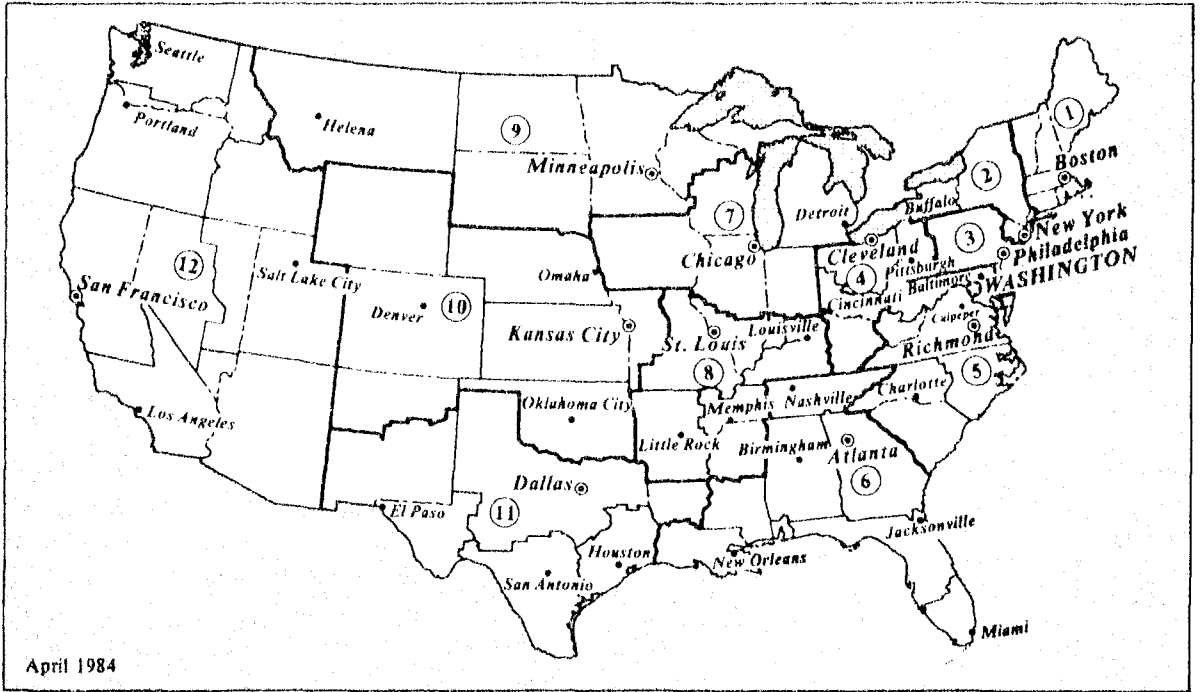 Seattle
Portland
Helena
9
Minneapolis
1
Boston
2
Buffalo
New York
Philadelphia
WASHINGTON
3
Detroit
7
Chicago
Cleveland
4
Pittsburgh
Baltimore
Cincinnati
12
San Francisco
Salt Lake City
Omaha
Denver
10
Kansas City
St. Louis
Louisville
Culpeper
Richmond
5
8
Charlotte
Memphis
Nashville
Los Angeles
Oklahoma City
Little Rock
Birmingham
Atlanta
6
Dallas
11
El Paso
Houston
San Antonio
New Orleans
Jacksonville
Miami
April 1984